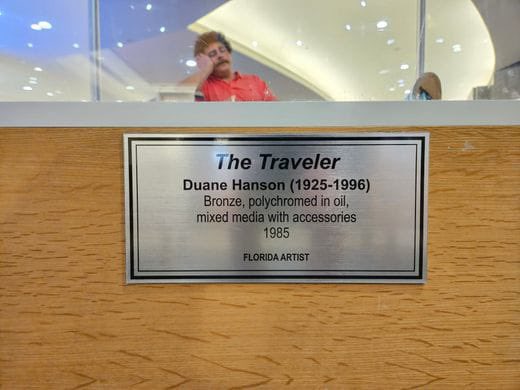 The Traveler
Duane Hanson (1925-1996)
Bronze, polychromed in oil,
mixed media with accessories
1985
FLORIDA ARTIST